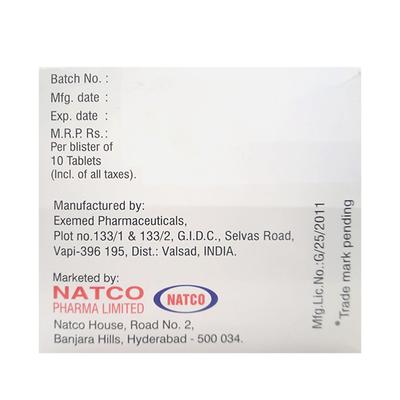 Batch No. :
Mfg. date :
Exp. date :
M.R.P. Rs.:
Per blister of
10 Tablets
(Incl. of all taxes).
Manufactured by:
Exemed Pharmaceuticals,
Plot no.133/1 & 133/2, G.I.D.C., Selvas Road,
Vapi-396 195, Dist.: Valsad, INDIA.
Marketed by:
NATCO
PHARMA LIMITED
NATCO
Natco House, Road No. 2,
Banjara Hills, Hyderabad - 500 034.
Mfg.Lic.No.:G/25/2011
*Trade mark pending